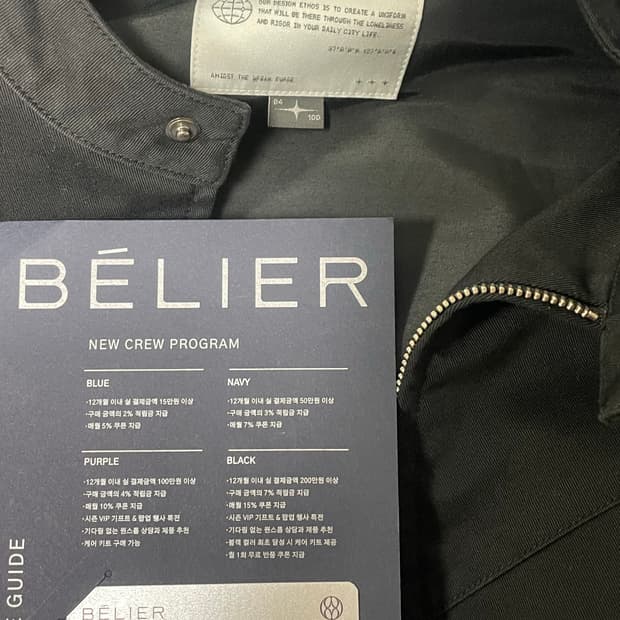 OUR DESIGN ETHOS IS TO CREATE A UNIFORM
THAT WILL BE THERE THROUGH THE LONELINESS
AND RIGOR IN YOUR DAILY CITY LIFE.
AMIDST THE URBAN
04
100
BÉLIER
NEW CREW PROGRAM
BLUE
·12개월 이내 실 결제금액 15만원 이상
·구매 금액의 2% 적립금 지급
·매월 5% 쿠폰 지급
NAVY
·12개월 이내 실 결제금액 50만원 이상
·구매 금액의 3% 적립금 지급
·매월 7% 쿠폰 지급
PURPLE
·12개월 이내 실 결제금액 100만원 이상
·구매 금액의 4% 적립금 지급
·매월 10% 쿠폰 지급
·시즌 VIP 기프트 & 팝업 행사 특전
·기다림 없는 원스톱 상담과 제품 추천
·케어 키트 구매 가능
BLACK
·12개월 이내 실 결제금액 200만원 이상
·구매 금액의 7% 적립금 지급
·매월 15% 쿠폰 지급
·시즌 VIP 기프트 & 팝업 행사 특전
·기다림 없는 원스톱 상담과 제품 추천
·블랙 컬러 최초 달성 시 케어 키트 제공
·월 1회 무료 반품 쿠폰 지급
GUIDE
BÉLIER